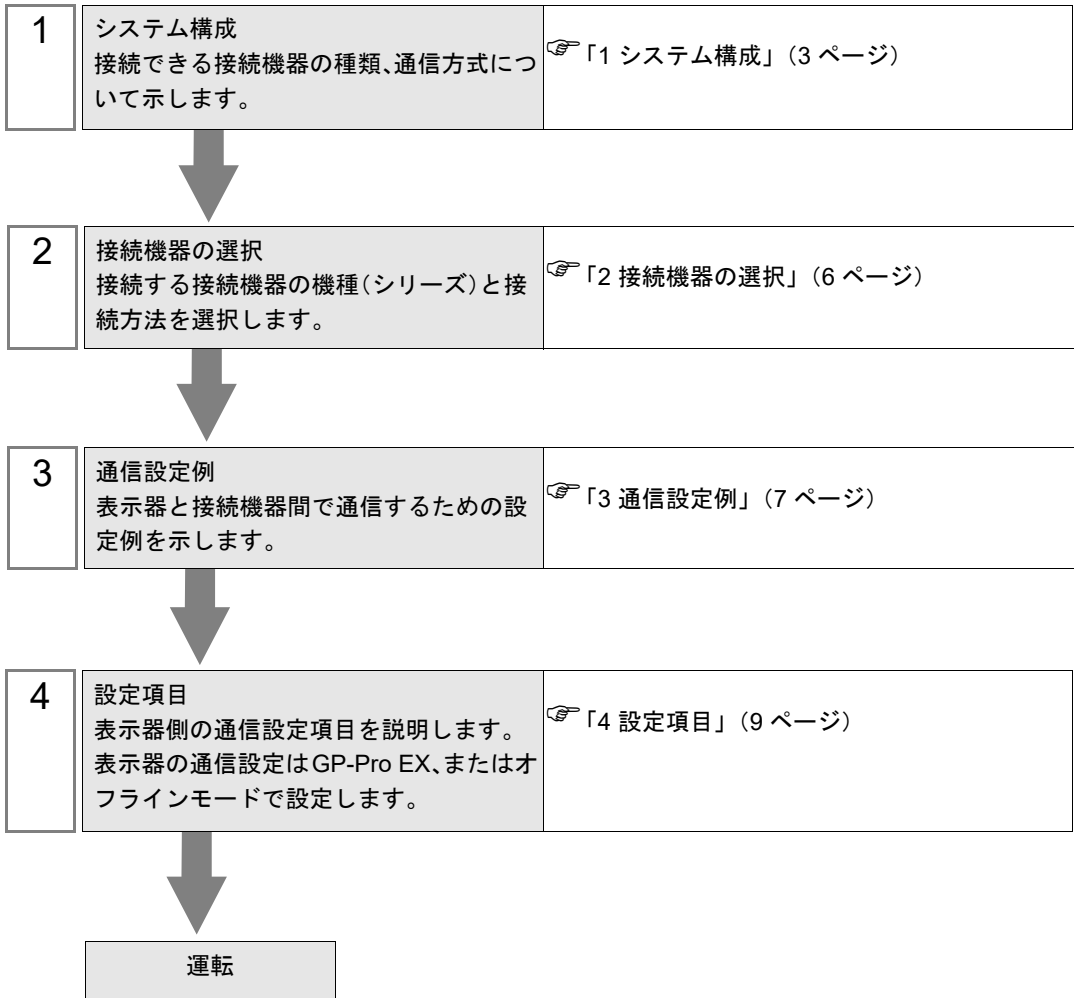 1
システム構成
接続できる接続機器の種類、通信方式につ
いて示します。
☞「1 システム構成」（3 ページ）
2
接続機器の選択
接続する接続機器の機種（シリーズ）と接
続方法を選択します。
☞「2 接続機器の選択」（6 ページ）
3
通信設定例
表示器と接続機器間で通信するための設
定例を示します。
☞「3 通信設定例」（7 ページ）
4
設定項目
表示器側の通信設定項目を説明します。
表示器の通信設定はGP-Pro EX、またはオ
フラインモードで設定します。
☞「4 設定項目」（9 ページ）
運転